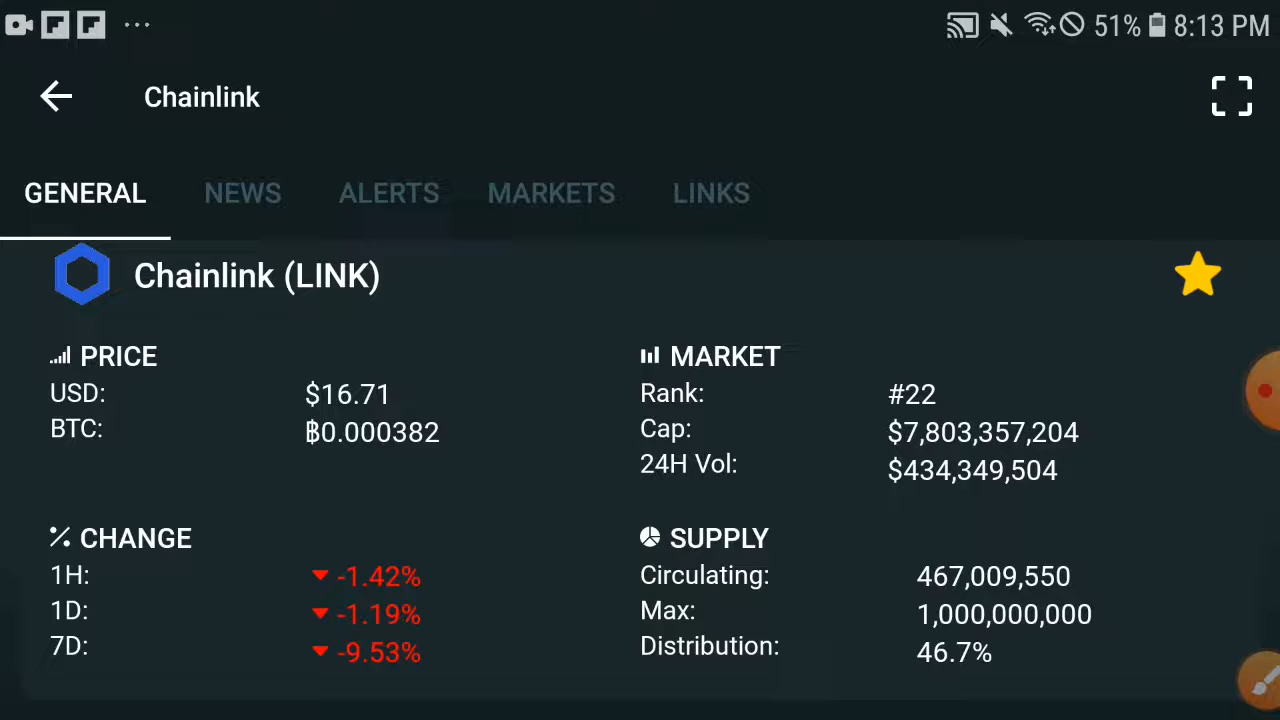 51% 8:13 PM
Chainlink
GENERAL NEWS ALERTS MARKETS LINKS
Chainlink (LINK)
PRICE
USD: $16.71
BTC: ฿0.000382
MARKET
Rank: #22
Cap: $7,803,357,204
24H Vol: $434,349,504
CHANGE
1H: -1.42%
1D: -1.19%
7D: -9.53%
SUPPLY
Circulating: 467,009,550
Max: 1,000,000,000
Distribution: 46.7%